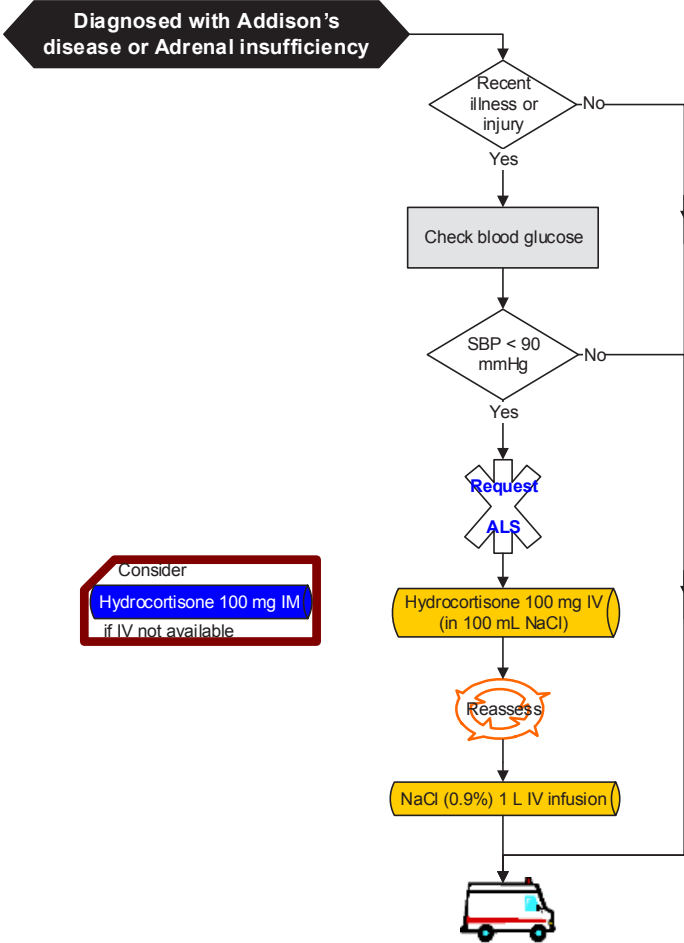 Diagnosed with Addison's
disease or Adrenal insufficiency
Recent
illness or
injury
No
Yes
Check blood glucose
SBP < 90
mmHg
No
Yes
Request
ALS
Consider
Hydrocortisone 100 mg IM
if IV not available
Hydrocortisone 100 mg IV
(in 100 mL NaCl)
Reassess
NaCl (0.9%) 1 L IV infusion